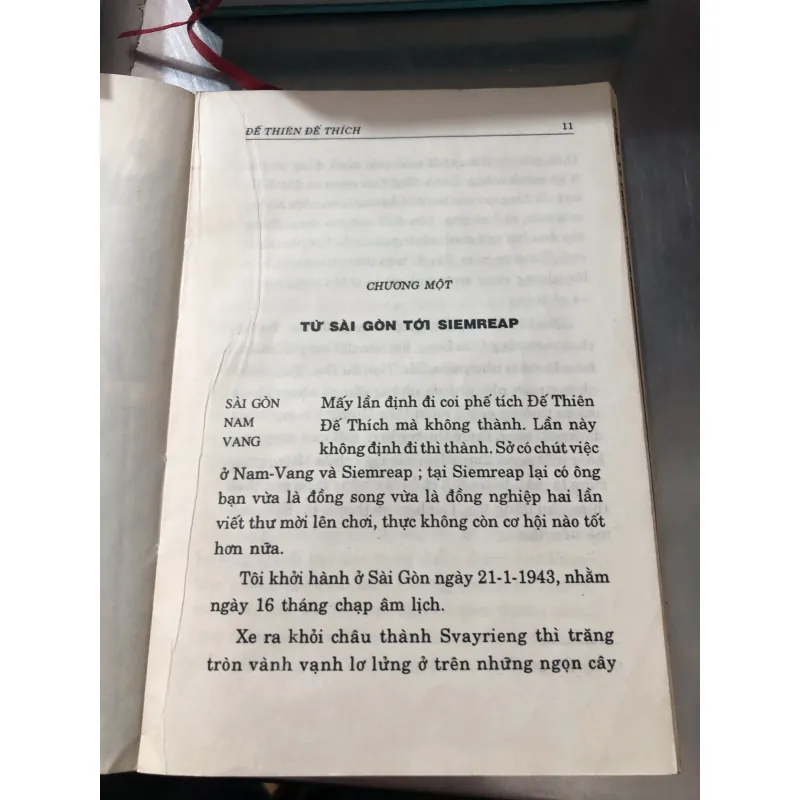 ĐẾ THIÊN ĐẾ THÍCH 11
CHƯƠNG MỘT
TỪ SÀI GÒN TỚI SIEMREAP
SÀI GÒN
NAM
VANG
Mấy lần định đi coi phế tích Đế Thiên
Đế Thích mà không thành. Lần này
không định đi thì thành. Sở có chút việc
ở Nam-Vang và Siemreap ; tại Siemreap lại có ông
bạn vừa là đồng song vừa là đồng nghiệp hai lần
viết thư mời lên chơi, thực không còn cơ hội nào tốt
hơn nữa.
Tôi khởi hành ở Sài Gòn ngày 21-1-1943, nhằm
ngày 16 tháng chạp âm lịch.
Xe ra khỏi châu thành Svayrieng thì trăng
tròn vành vạnh lơ lửng ở trên những ngọn cây